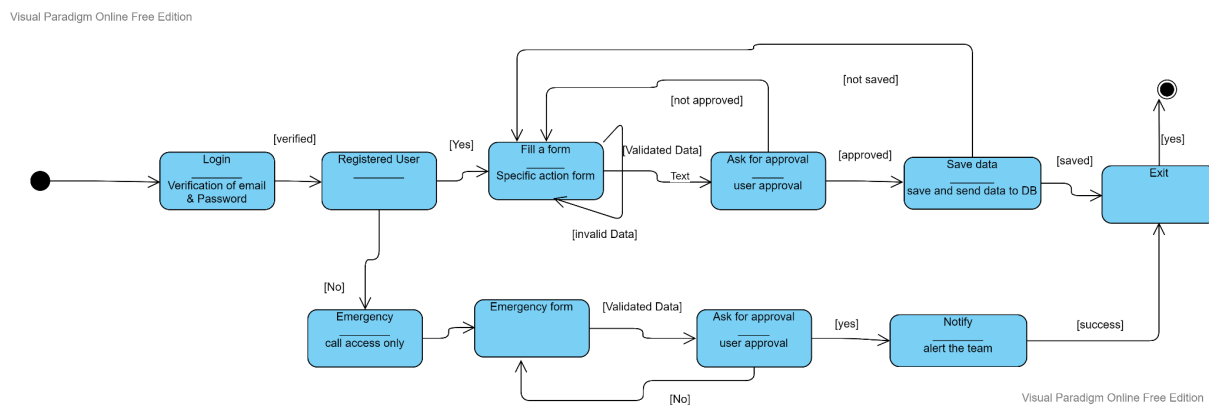 Visual Paradigm Online Free Edition
[not saved]
[not approved]
[verified]
[Yes]
[Validated Data]
[approved]
[saved]
[yes]
Login
Verification of email
& Password
Registered User
Fill a form
Specific action form
Text
Ask for approval
user approval
Save data
save and send data to DB
Exit
[invalid Data]
[No]
Emergency
call access only
Emergency form
[Validated Data]
Ask for approval
user approval
[yes]
Notify
alert the team
[success]
[No]
Visual Paradigm Online Free Edition